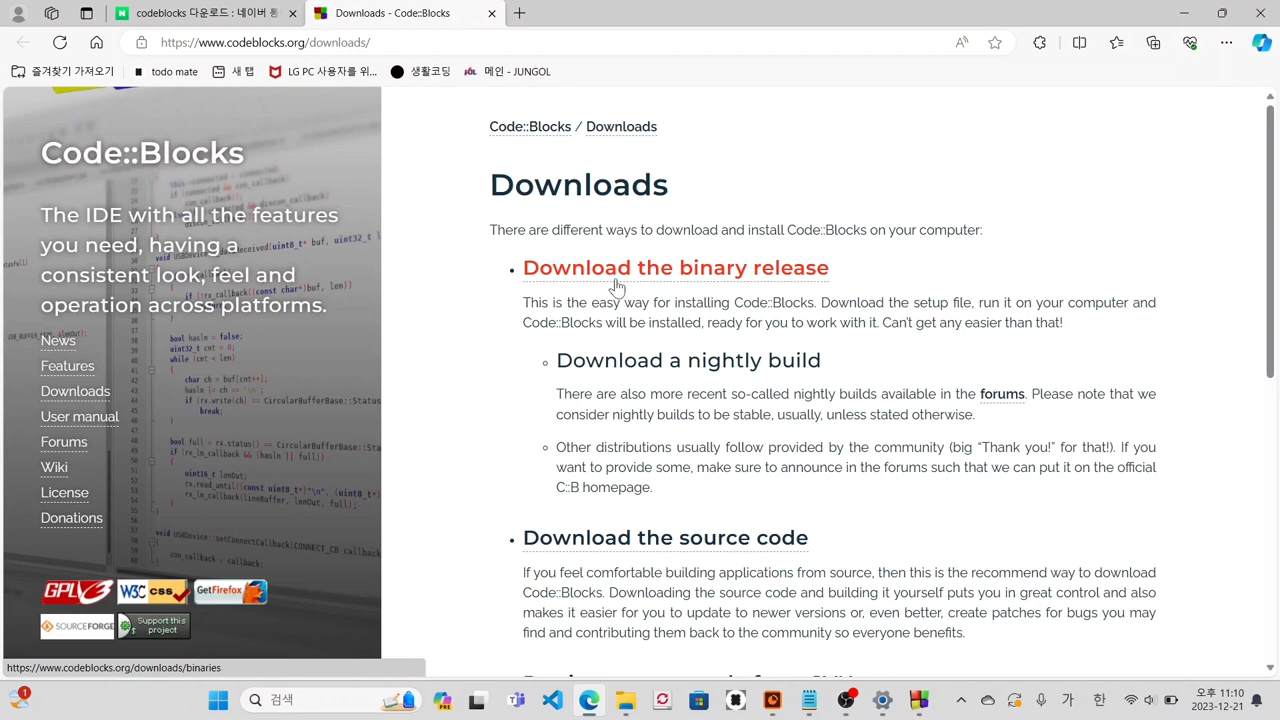 codeblocks 다운로드 : 네이버 통
Downloads - Code::Blocks
https://www.codeblocks.org/downloads/
즐겨찾기 가져오기
todo mate
새 탭
LG PC 사용자를 위...
생활코딩
메인 - JUNGOL
Code::Blocks
The IDE with all the features
you need, having a
consistent look, feel and
operation across platforms.
News
Features
Downloads
User manual
Forums
Wiki
License
Donations
GPL
W3C css
GetFirefox
SOURCEFORGE
Support this
project
https://www.codeblocks.org/downloads/binaries
Code::Blocks / Downloads
Downloads
There are different ways to download and install Code::Blocks on your computer:
Download the binary release
This is the easy way for installing Code::Blocks. Download the setup file, run it on your computer and
Code::Blocks will be installed, ready for you to work with it. Can't get any easier than that!
Download a nightly build
There are also more recent so-called nightly builds available in the forums. Please note that we
consider nightly builds to be stable, usually, unless stated otherwise.
Other distributions usually follow provided by the community (big “Thank you!” for that!). If you
want to provide some, make sure to announce in the forums such that we can put it on the official
C::B homepage.
Download the source code
If you feel comfortable building applications from source, then this is the recommend way to download
Code::Blocks. Downloading the source code and building it yourself puts you in great control and also
makes it easier for you to update to newer versions or, even better, create patches for bugs you may
find and contributing them back to the community so everyone benefits.
1
검색
가
한
오후 11:10
2023-12-21